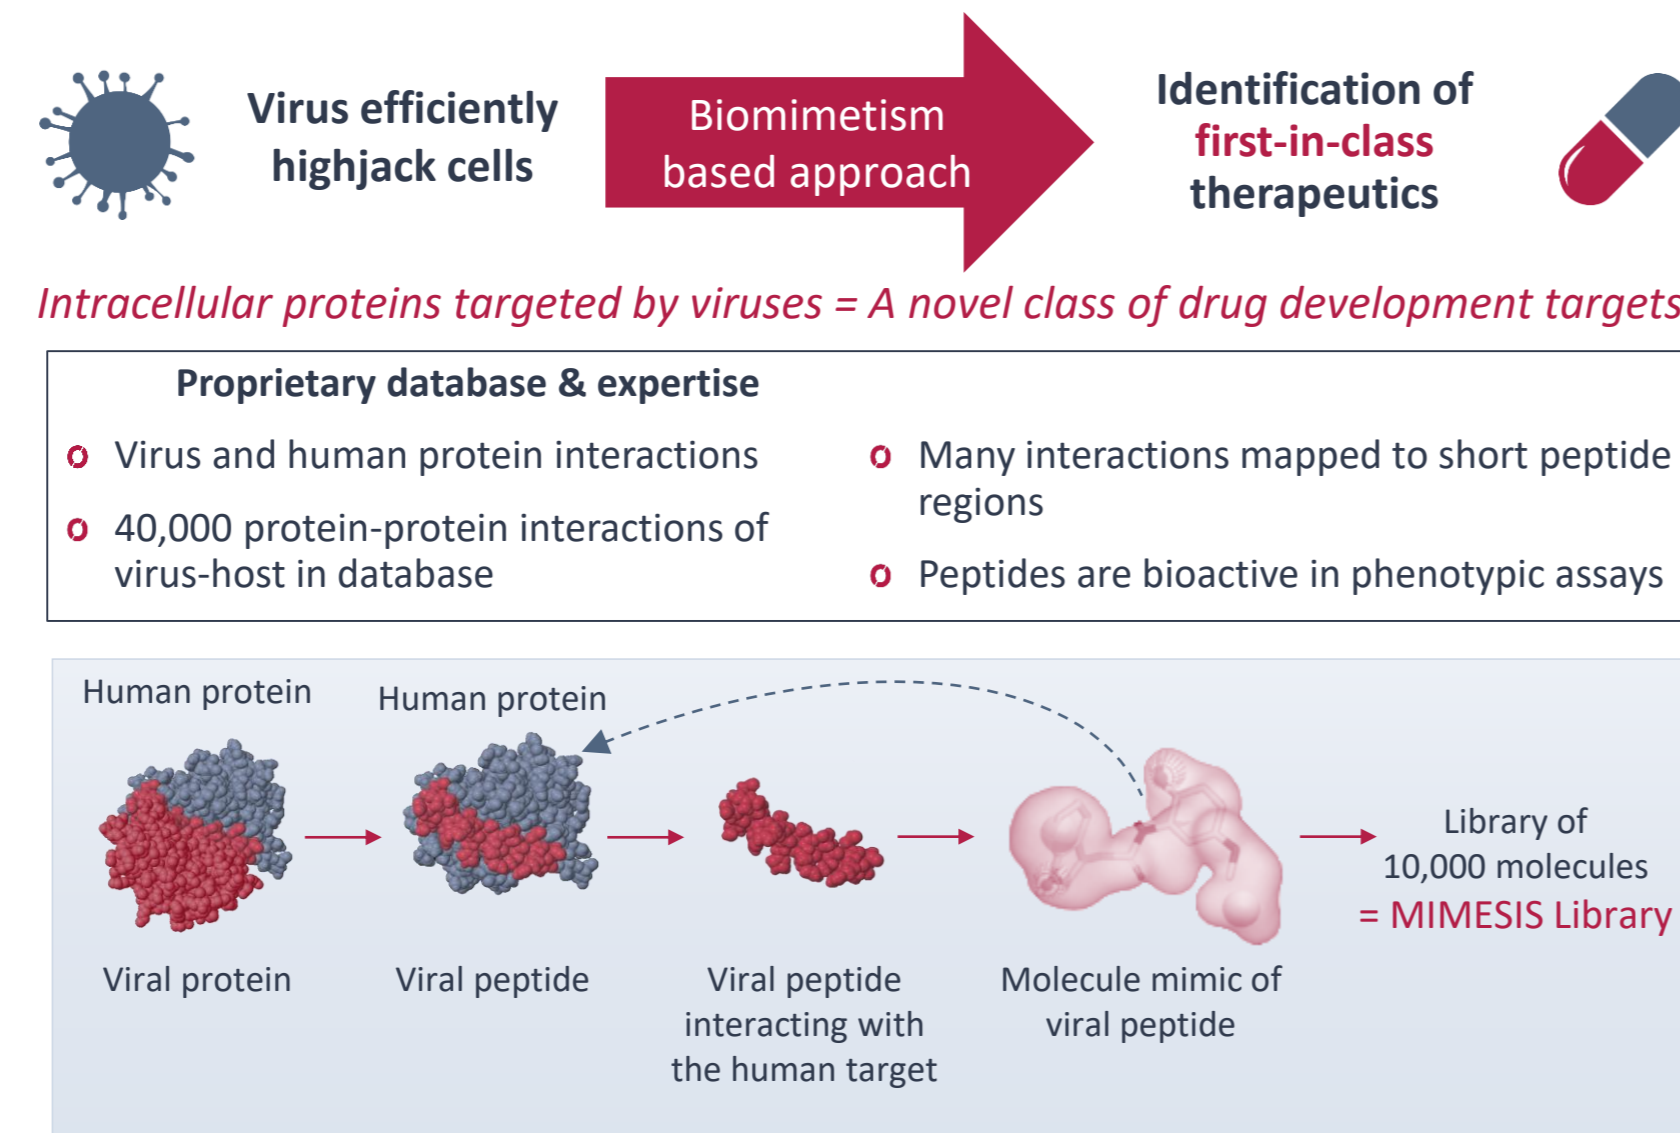 Virus efficiently
highjack cells
Biomimetism
based approach
Identification of
first-in-class
therapeutics
Intracellular proteins targeted by viruses = A novel class of drug development targets
Proprietary database & expertise
Virus and human protein interactions
40,000 protein-protein interactions of
virus-host in database
Many interactions mapped to short peptide
regions
Peptides are bioactive in phenotypic assays
Human protein
Human protein
Viral protein
Viral peptide
Viral peptide
interacting with
the human target
Molecule mimic of
viral peptide
Library of
10,000 molecules
= MIMESIS Library